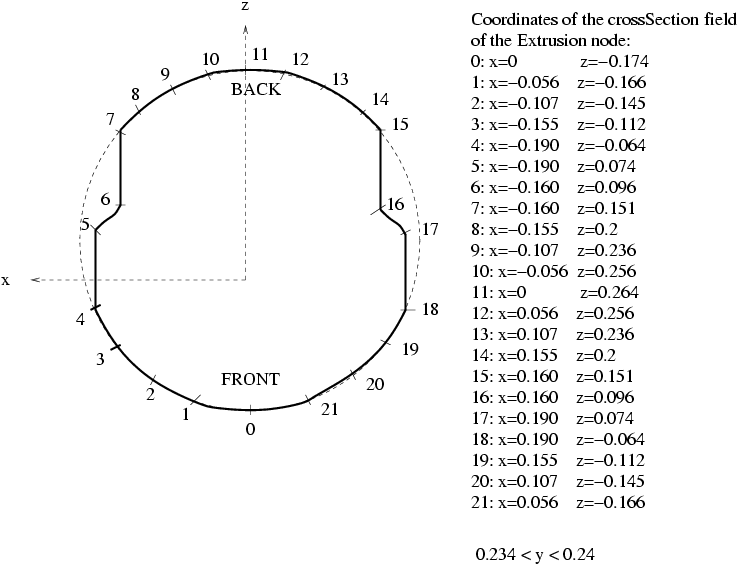 z
Coordinates of the crossSection field
of the Extrusion node:
0: x=0 z=−0.174
1: x=−0.056 z=−0.166
2: x=−0.107 z=−0.145
3: x=−0.155 z=−0.112
4: x=−0.190 z=−0.064
5: x=−0.190 z=0.074
6: x=−0.160 z=0.096
7: x=−0.160 z=0.151
8: x=−0.155 z=0.2
9: x=−0.107 z=0.236
10: x=−0.056 z=0.256
11: x=0 z=0.264
12: x=0.056 z=0.256
13: x=0.107 z=0.236
14: x=0.155 z=0.2
15: x=0.160 z=0.151
16: x=0.160 z=0.096
17: x=0.190 z=0.074
18: x=0.190 z=−0.064
19: x=0.155 z=−0.112
20: x=0.107 z=−0.145
21: x=0.056 z=−0.166
0.234 < y < 0.24
10 11 12
9 13
BACK
8 14
7 15
6 16
5 17
x
4 18
3 19
FRONT
2 20
1 21
0